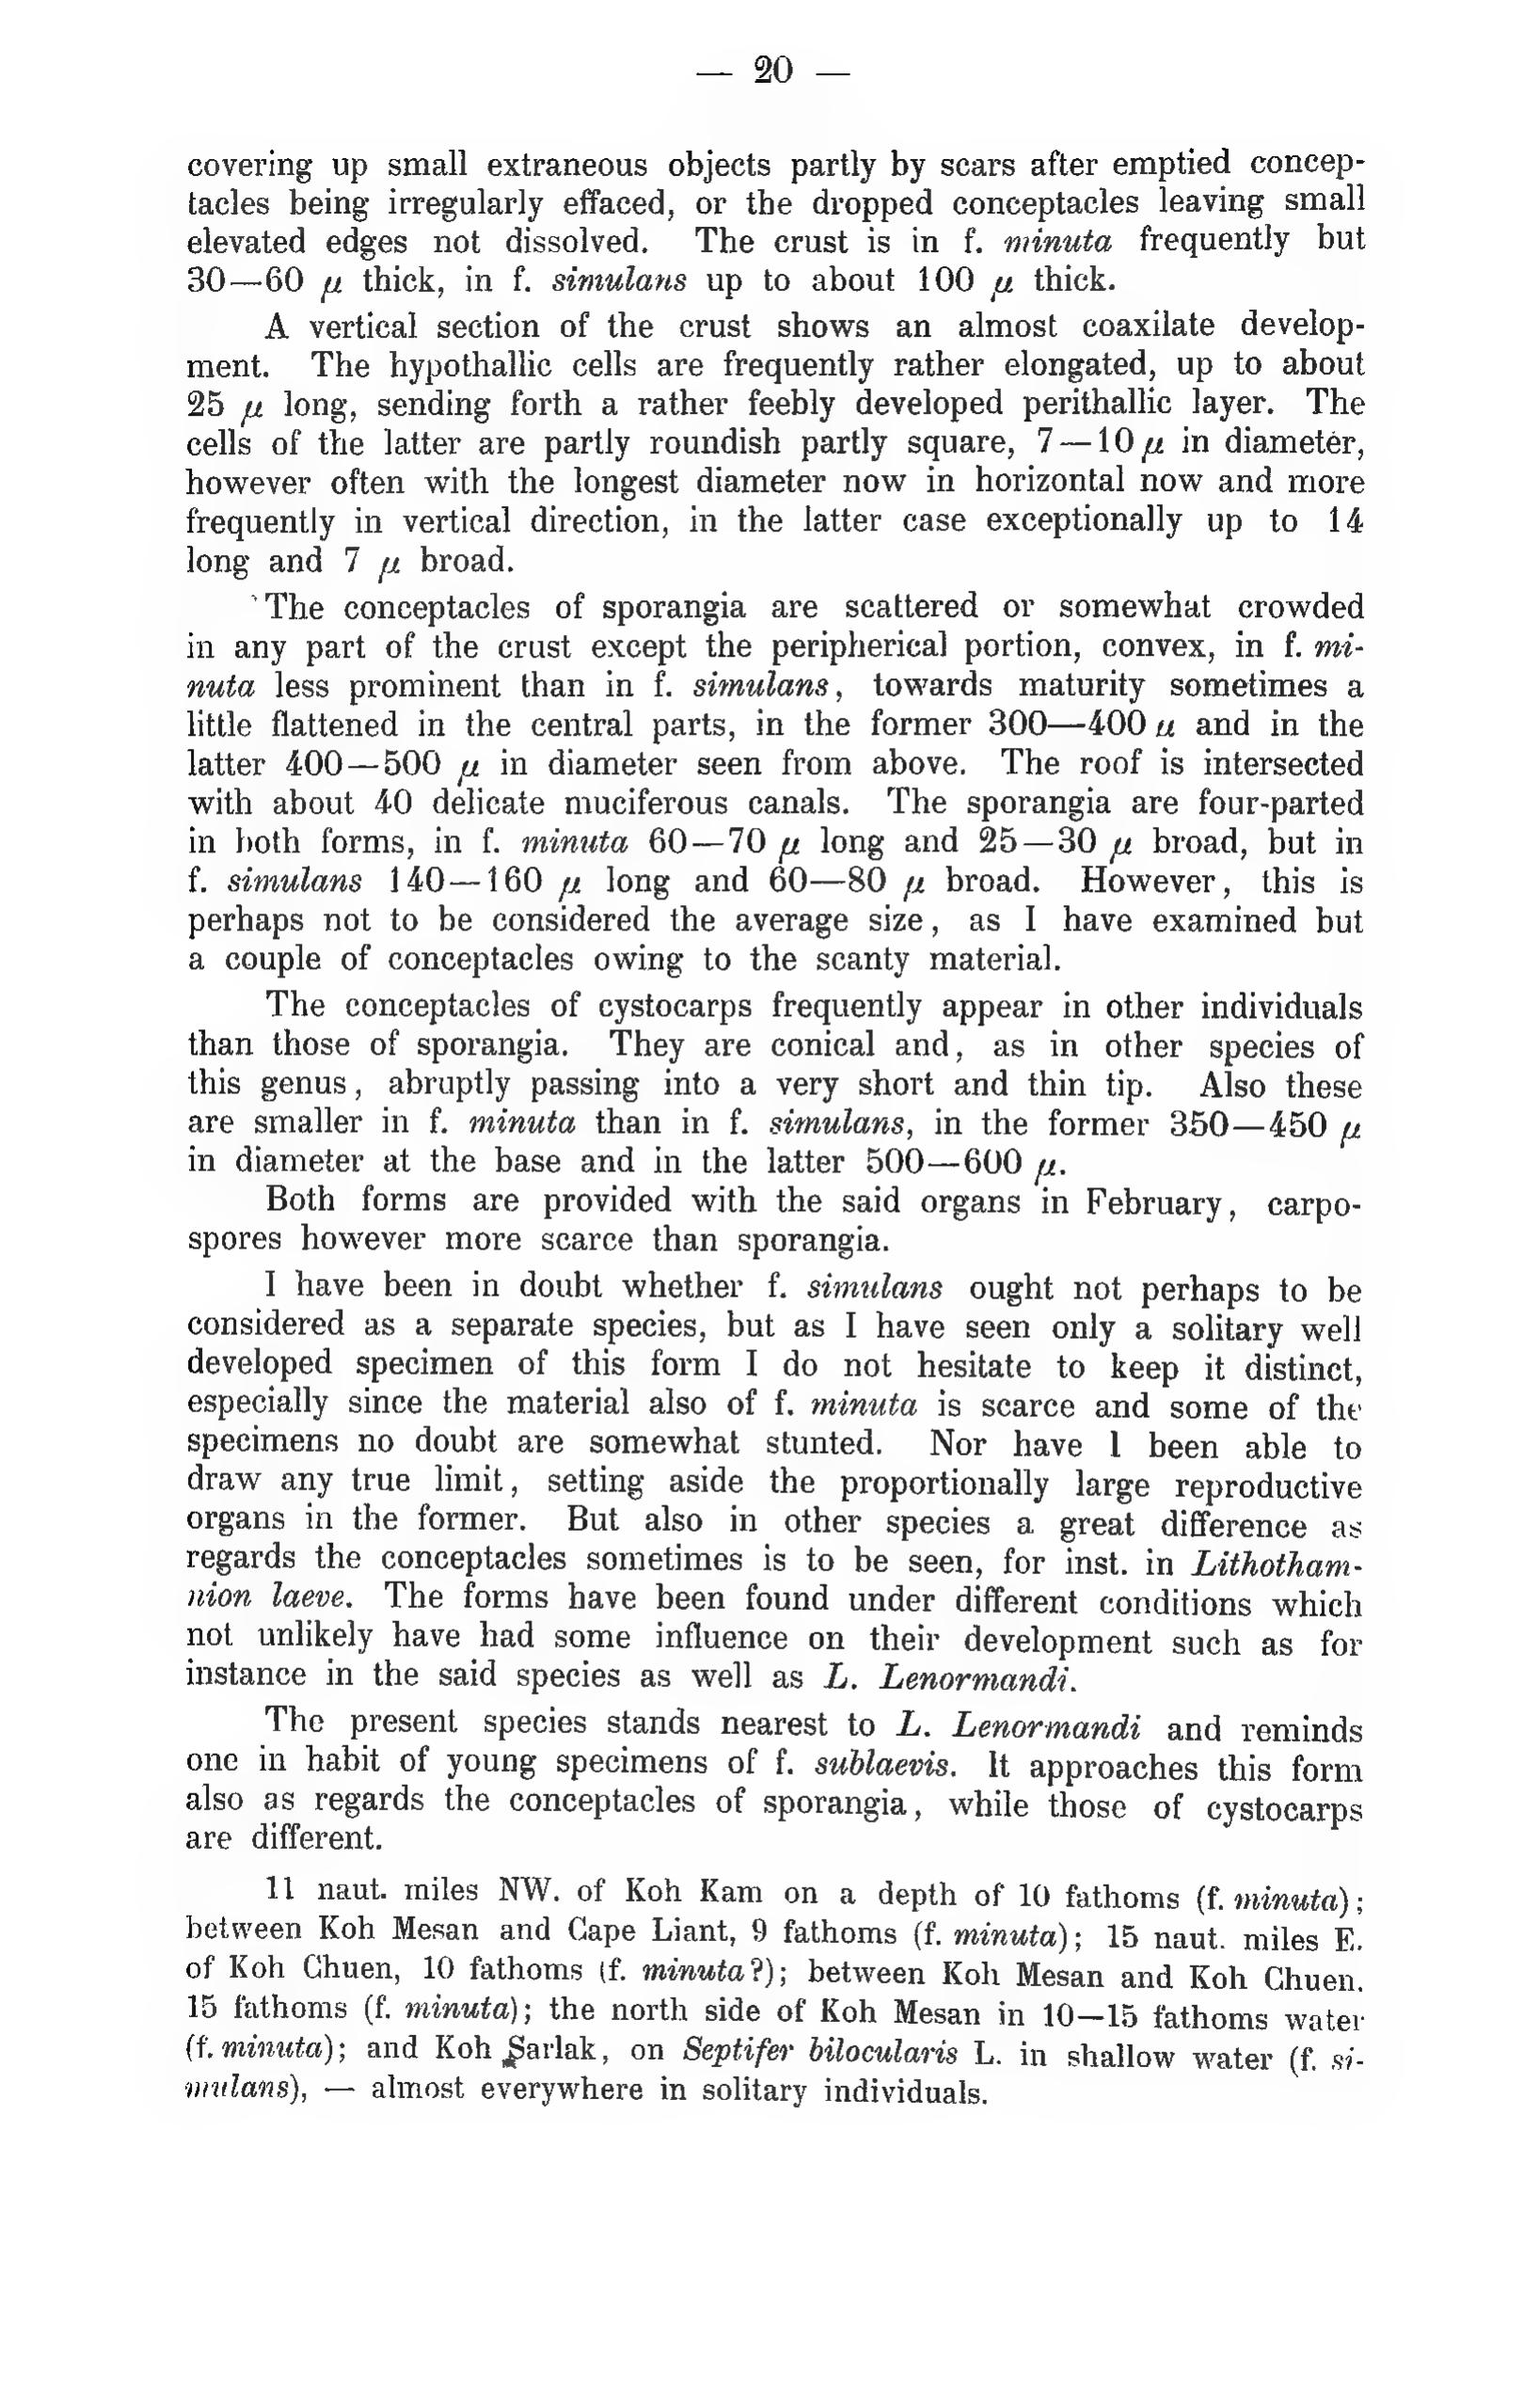 — 20 —
covering up small extraneous objects partly by scars after emptied concep-
tacles being irregularly effaced, or the dropped conceptacles leaving small
elevated edges not dissolved. The crust is in f. minuta frequently but
30—60 μ thick, in f. simulans up to about 100 μ thick.
A vertical section of the crust shows an almost coaxilate develop-
ment. The hypothallic cells are frequently rather elongated, up to about
25 μ long, sending forth a rather feebly developed perithallic layer. The
cells of the latter are partly roundish partly square, 7—10 μ in diameter,
however often with the longest diameter now in horizontal now and more
frequently in vertical direction, in the latter case exceptionally up to 14
long and 7 μ broad.
The conceptacles of sporangia are scattered or somewhat crowded
in any part of the crust except the peripherical portion, convex, in f. mi-
nuta less prominent than in f. simulans, towards maturity sometimes a
little flattened in the central parts, in the former 300—400 μ and in the
latter 400—500 μ in diameter seen from above. The roof is intersected
with about 40 delicate muciferous canals. The sporangia are four-parted
in both forms, in f. minuta 60—70 μ long and 25—30 μ broad, but in
f. simulans 140—160 μ long and 60—80 μ broad. However, this is
perhaps not to be considered the average size, as I have examined but
a couple of conceptacles owing to the scanty material.
The conceptacles of cystocarps frequently appear in other individuals
than those of sporangia. They are conical and, as in other species of
this genus, abruptly passing into a very short and thin tip. Also these
are smaller in f. minuta than in f. simulans, in the former 350—450 μ
in diameter at the base and in the latter 500—600 μ.
Both forms are provided with the said organs in February, carpo-
spores however more scarce than sporangia.
I have been in doubt whether f. simulans ought not perhaps to be
considered as a separate species, but as I have seen only a solitary well
developed specimen of this form I do not hesitate to keep it distinct,
especially since the material also of f. minuta is scarce and some of the
specimens no doubt are somewhat stunted. Nor have I been able to
draw any true limit, setting aside the proportionally large reproductive
organs in the former. But also in other species a great difference as
regards the conceptacles sometimes is to be seen, for inst. in Lithotham-
nion laeve. The forms have been found under different conditions which
not unlikely have had some influence on their development such as for
instance in the said species as well as L. Lenormandi.
The present species stands nearest to L. Lenormandi and reminds
one in habit of young specimens of f. sublaevis. It approaches this form
also as regards the conceptacles of sporangia, while those of cystocarps
are different.
11 naut. miles NW. of Koh Kam on a depth of 10 fathoms (f. minuta);
between Koh Mesan and Cape Liant, 9 fathoms (f. minuta); 15 naut. miles E.
of Koh Chuen, 10 fathoms (f. minuta?); between Koh Mesan and Koh Chuen.
15 fathoms (f. minuta); the north side of Koh Mesan in 10—15 fathoms water
(f. minuta); and Koh Sarlak, on Septifer bilocularis L. in shallow water (f. si-
mulans), — almost everywhere in solitary individuals.